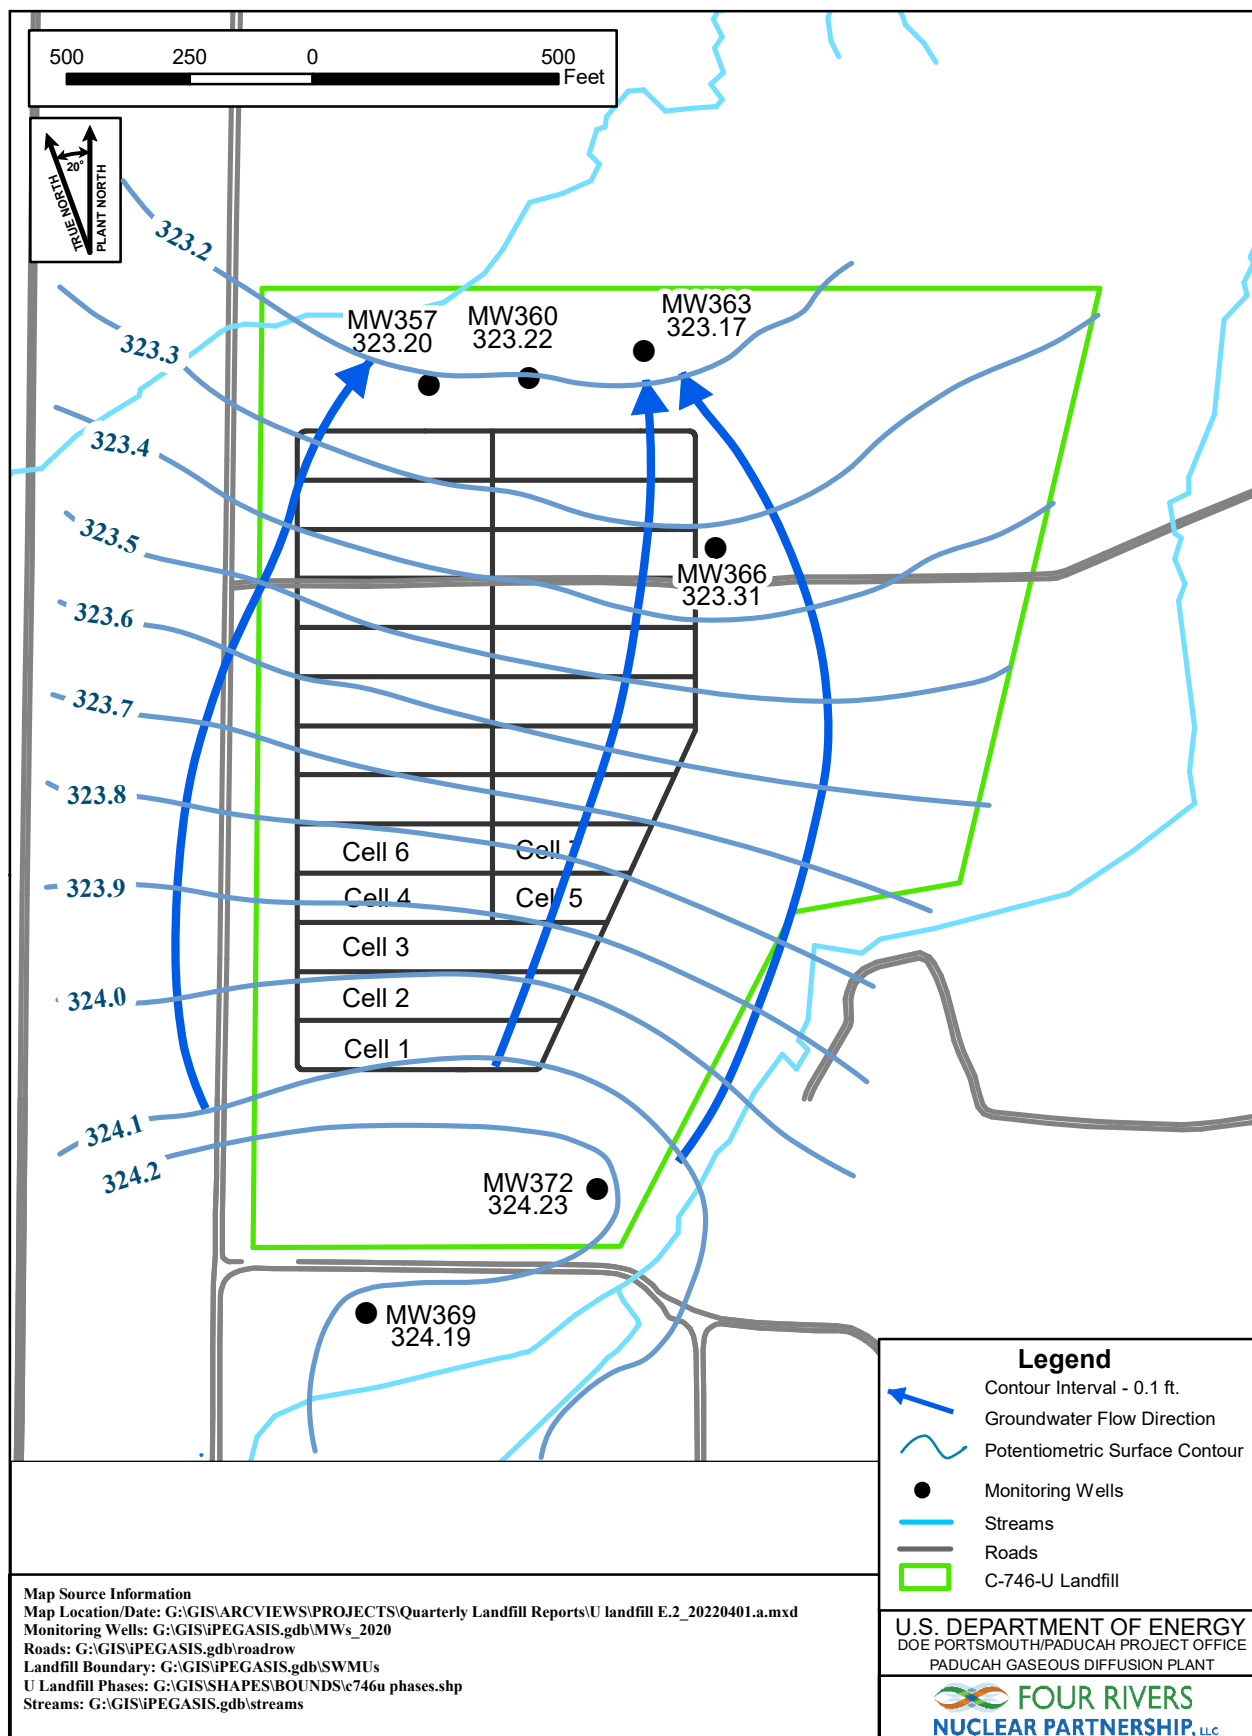 500 250 0 500
Feet
20°
TRUE NORTH
PLANT NORTH
323.2
MW357
323.20
MW360
323.22
MW363
323.17
323.3
323.4
323.5
MW366
323.31
323.6
323.7
323.8
Cell 6
Cell 7
323.9
Cell 4
Cell 5
Cell 3
324.0
Cell 2
Cell 1
324.1
324.2
MW372
324.23
MW369
324.19
Legend
Contour Interval - 0.1 ft.
Groundwater Flow Direction
Potentiometric Surface Contour
Monitoring Wells
Streams
Roads
C-746-U Landfill
Map Source Information
Map Location/Date: G:\GIS\ARCVIEWS\PROJECTS\Quarterly Landfill Reports\U landfill E.2_20220401.a.mxd
Monitoring Wells: G:\GIS\iPEGASIS.gdb\MWs_2020
Roads: G:\GIS\iPEGASIS.gdb\roadrow
Landfill Boundary: G:\GIS\iPEGASIS.gdb\SWMUs
U Landfill Phases: G:\GIS\SHAPES\BOUNDS\c746u phases.shp
Streams: G:\GIS\iPEGASIS.gdb\streams
U.S. DEPARTMENT OF ENERGY
DOE PORTSMOUTH/PADUCAH PROJECT OFFICE
PADUCAH GASEOUS DIFFUSION PLANT
FOUR RIVERS
NUCLEAR PARTNERSHIP, LLC